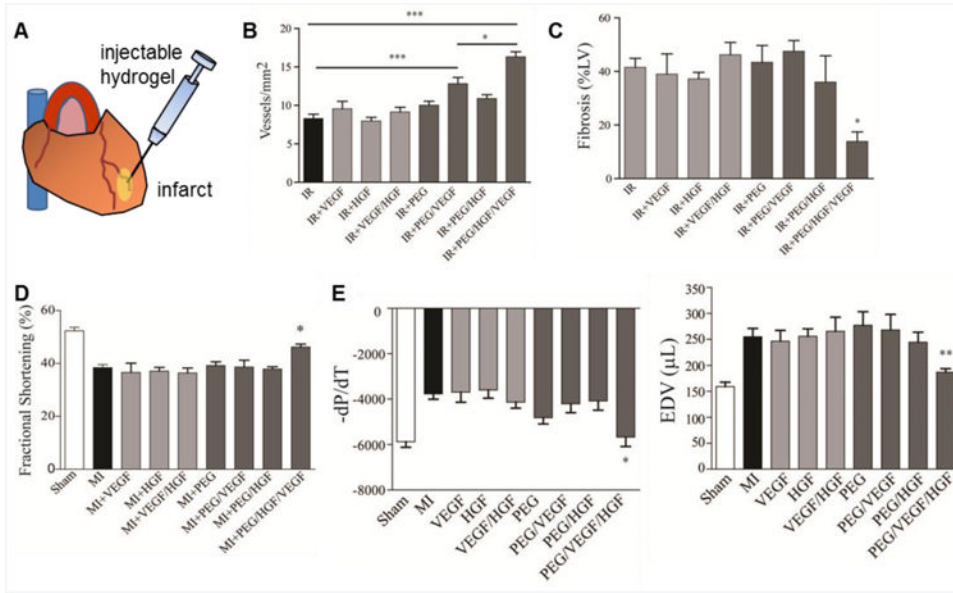 A
injectable
hydrogel
infarct
B
***
*
***
Vessels/mm²
20
15
10
5
0
IR
IR+VEGF
IR+HGF
IR+VEGF/HGF
IR+PEG
IR+PEG/VEGF
IR+PEG/HGF
IR+PEG/HGF/VEGF
C
Fibrosis (%LV)
60
40
20
0
*
IR
IR+VEGF
IR+HGF
IR+VEGF/HGF
IR+PEG
IR+PEG/VEGF
IR+PEG/HGF
IR+PEG/HGF/VEGF
D
Fractional Shortening (%)
60
40
20
0
*
Sham
MI
MI+VEGF
MI+HGF
MI+VEGF/HGF
MI+PEG
MI+PEG/VEGF
MI+PEG/HGF
MI+PEG/HGF/VEGF
E
-dP/dT
0
-2000
-4000
-6000
-8000
*
Sham
MI
VEGF
HGF
VEGF/HGF
PEG
PEG/VEGF
PEG/HGF
PEG/VEGF/HGF
EDV (µL)
350
300
250
200
150
100
50
0
**
Sham
MI
VEGF
HGF
VEGF/HGF
PEG
PEG/VEGF
PEG/HGF
PEG/VEGF/HGF